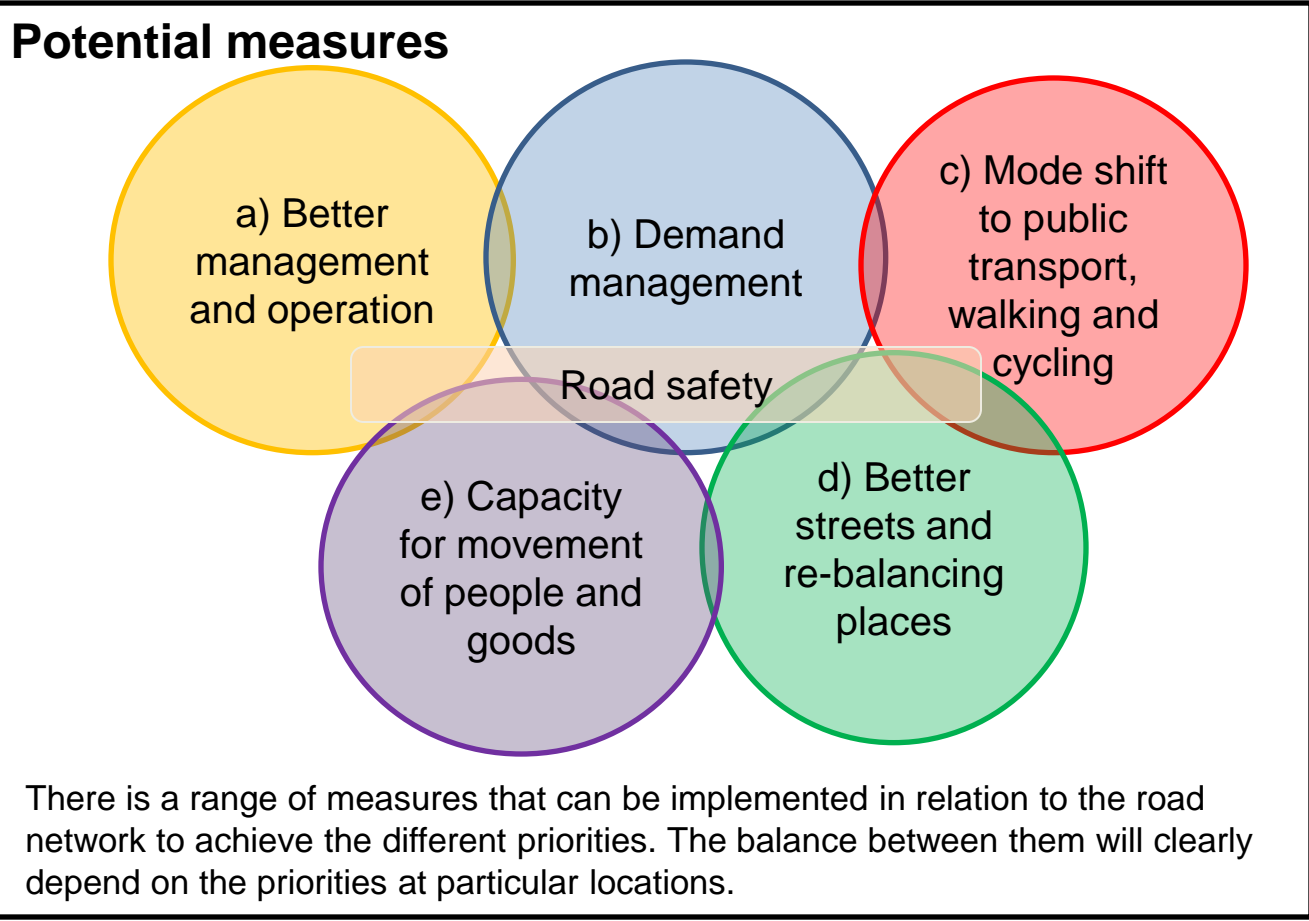 Potential measures
a) Better
management
and operation
b) Demand
management
c) Mode shift
to public
transport,
walking and
cycling
Road safety
e) Capacity
for movement
of people and
goods
d) Better
streets and
re-balancing
places
There is a range of measures that can be implemented in relation to the road
network to achieve the different priorities. The balance between them will clearly
depend on the priorities at particular locations.